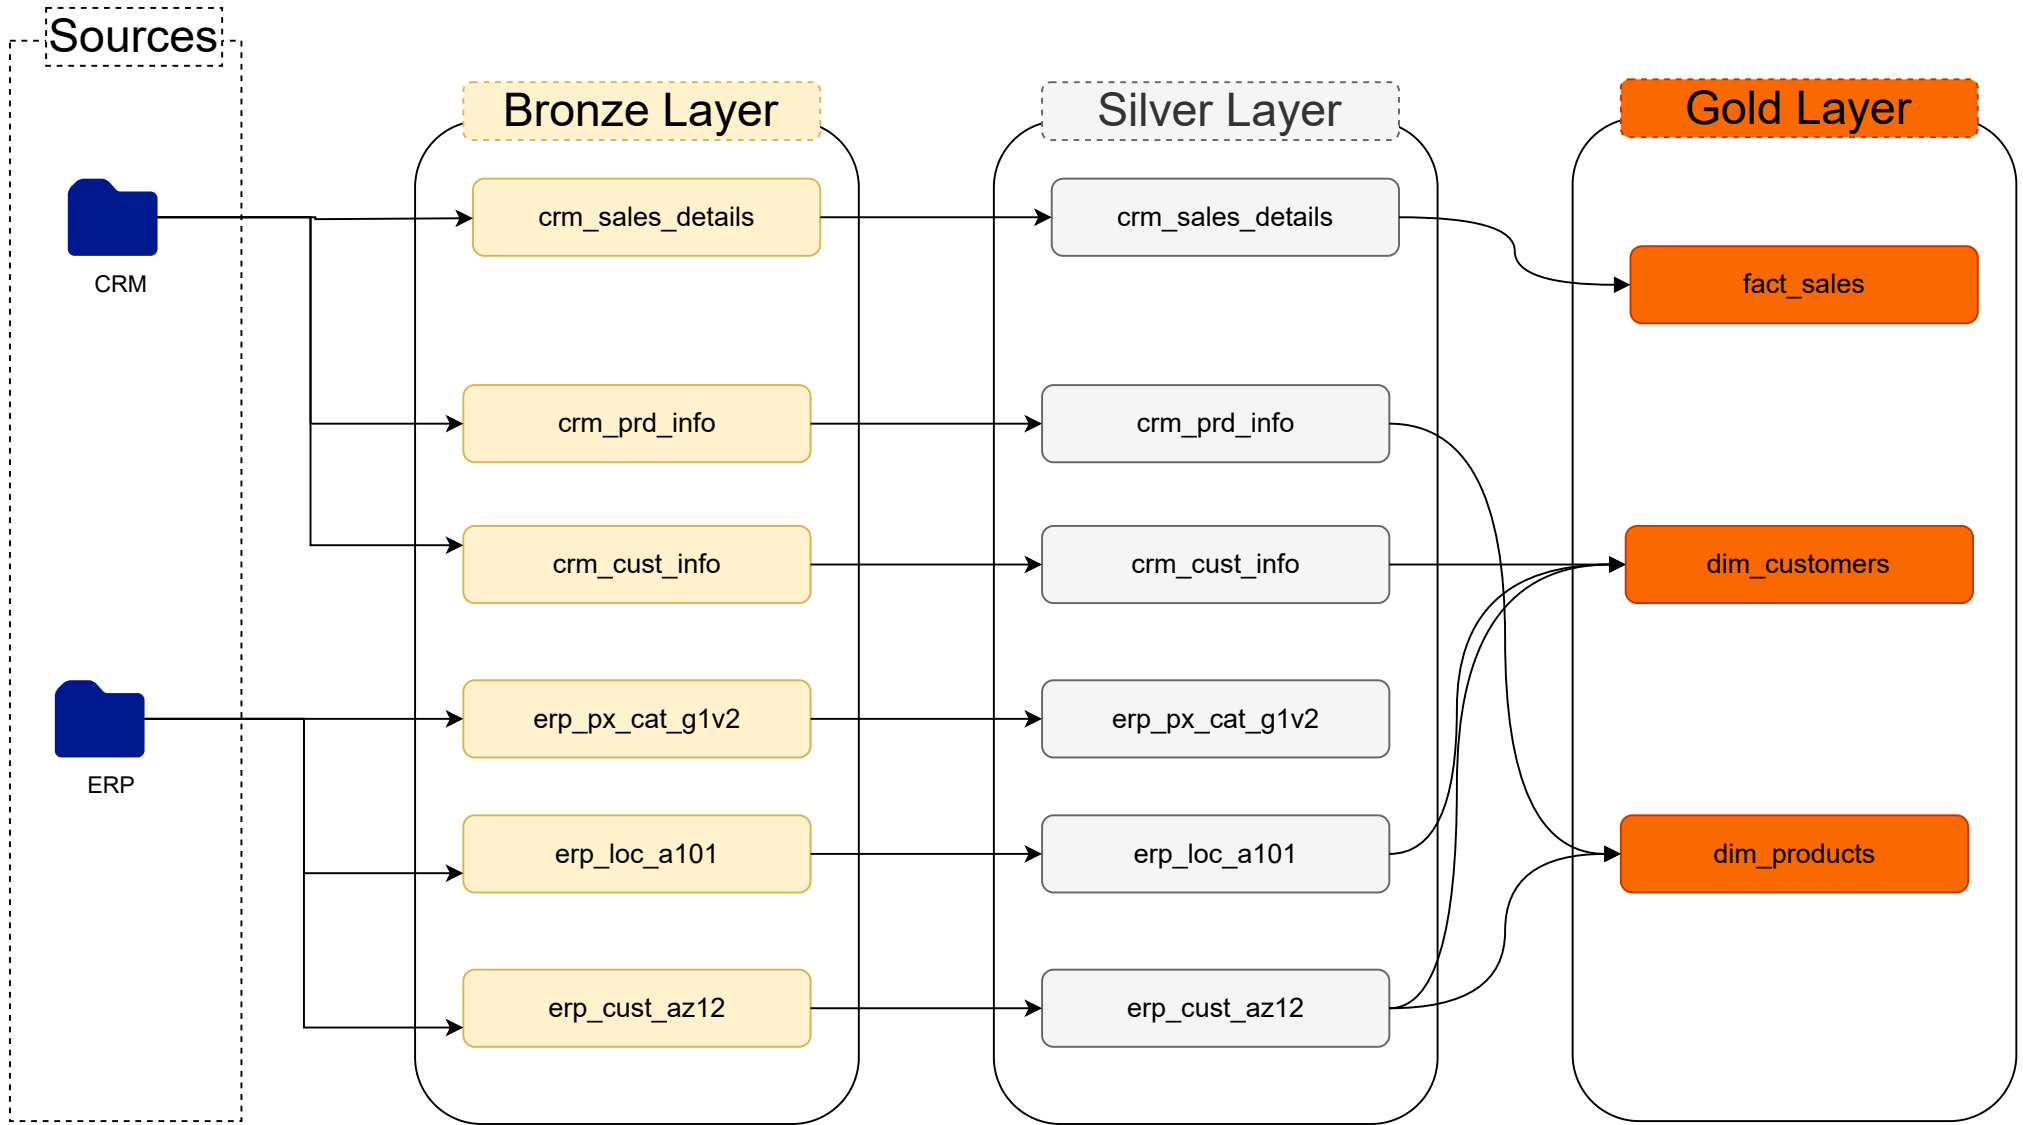 Sources
CRM
ERP
Bronze Layer
crm_sales_details
crm_prd_info
crm_cust_info
erp_px_cat_g1v2
erp_loc_a101
erp_cust_az12
Silver Layer
crm_sales_details
crm_prd_info
crm_cust_info
erp_px_cat_g1v2
erp_loc_a101
erp_cust_az12
Gold Layer
fact_sales
dim_customers
dim_products